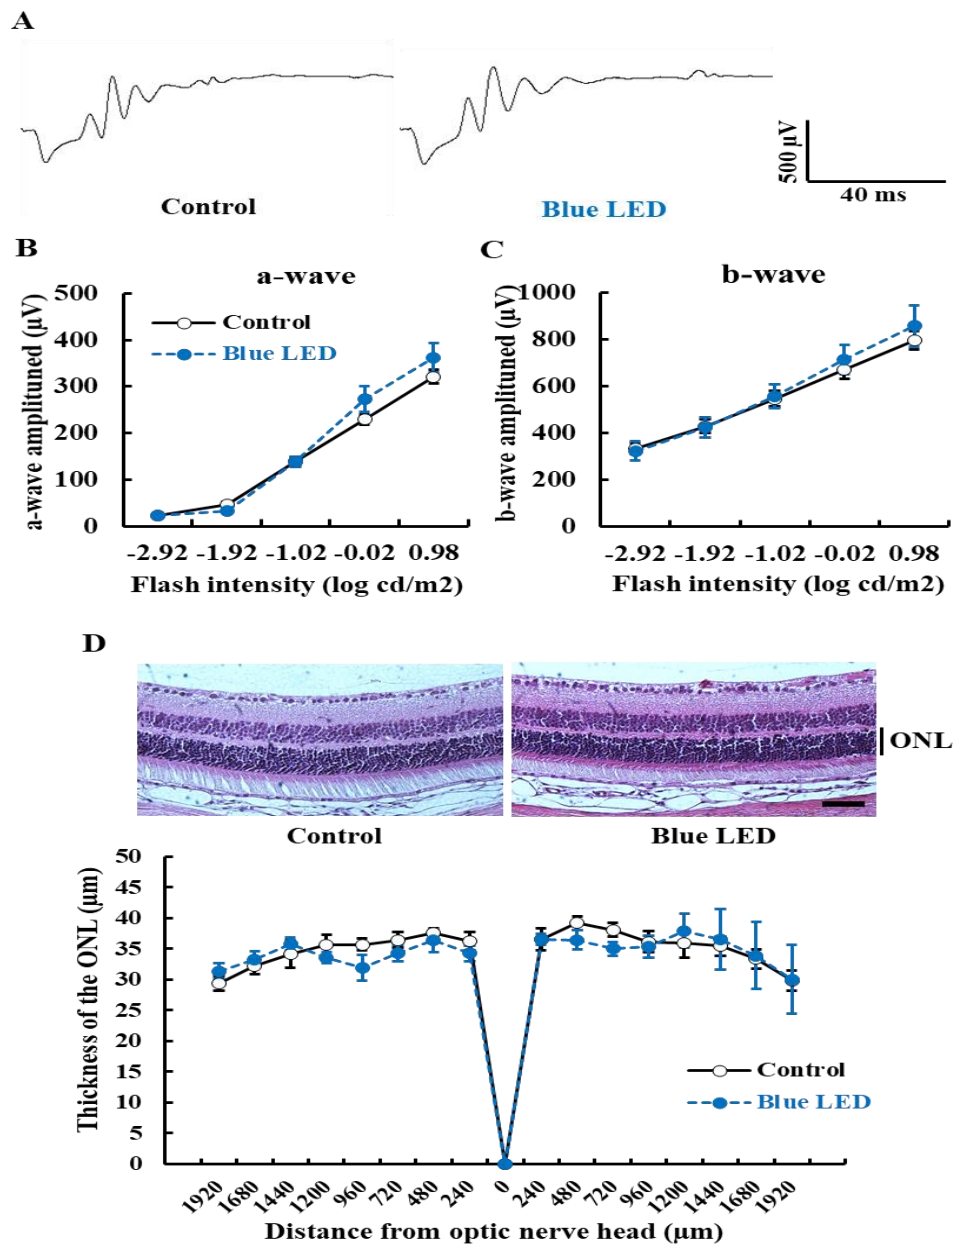 A
Control
Blue LED
500 μV
40 ms
B
a-wave
a-wave amplituned (μV)
500
400
300
200
100
0
Control
Blue LED
-2.92 -1.92 -1.02 -0.02 0.98
Flash intensity (log cd/m2)
C
b-wave
b-wave amplituned (μV)
1000
800
600
400
200
0
-2.92 -1.92 -1.02 -0.02 0.98
Flash intensity (log cd/m2)
D
ONL
Control
Blue LED
Thickness of the ONL (μm)
50
45
40
35
30
25
20
15
10
5
0
Control
Blue LED
1920 1680 1440 1200 960 720 480 240 0 240 480 720 960 1200 1440 1680 1920
Distance from optic nerve head (μm)